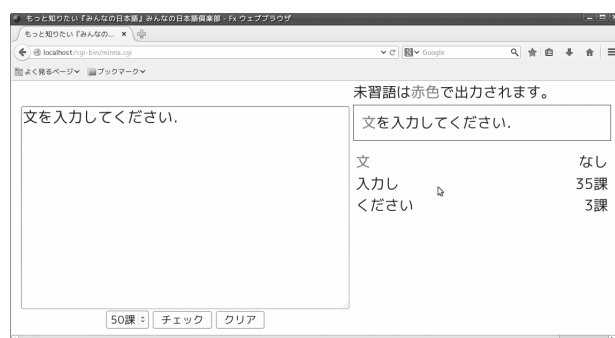 もっと知りたい『みんなの日本語』みんなの日本語倶楽部 - Fx ウェブブラウザ
もっと知りたい『みんなの...
localhost/cgi-bin/minna.cgi
Google
よく見るページ
ブックマーク
未習語は赤色で出力されます。
文を入力してください.
文を入力してください.
文 なし
入力し 35課
ください 3課
50課 チェック クリア